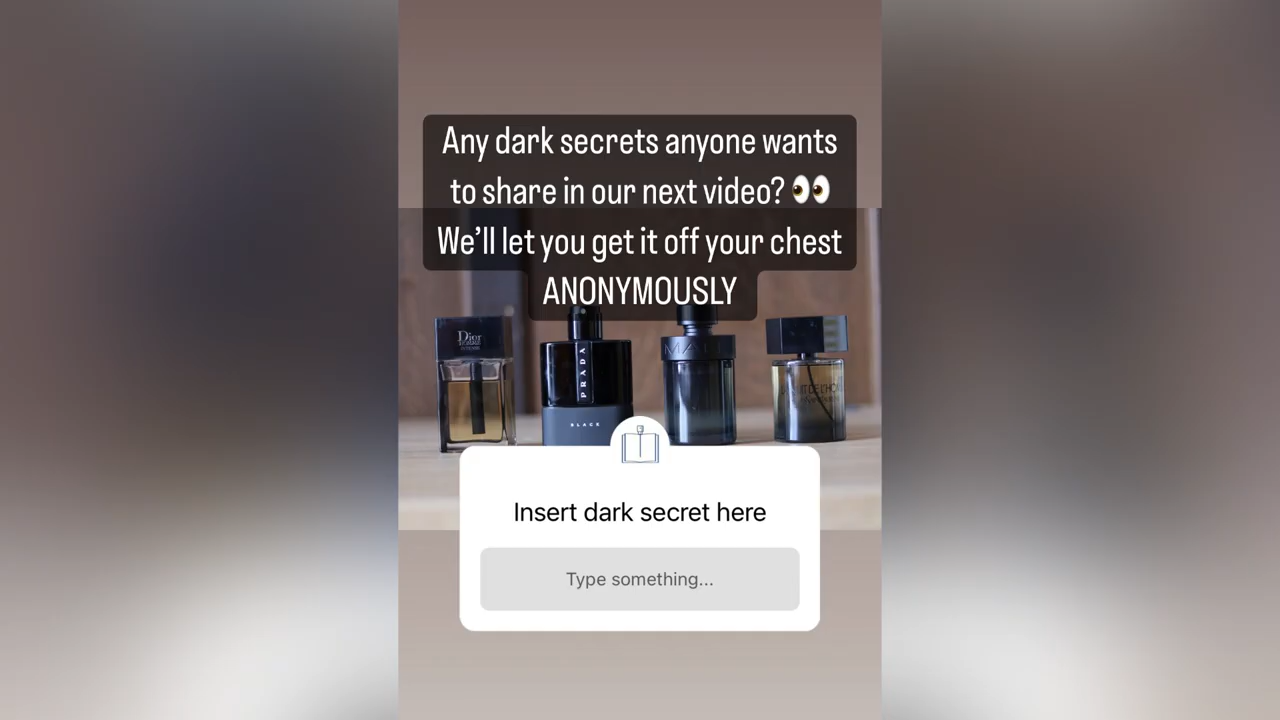 Any dark secrets anyone wants
to share in our next video? 👀
We’ll let you get it off your chest
ANONYMOUSLY
Dior
PRADA
BLACK
MAN
Insert dark secret here
Type something...